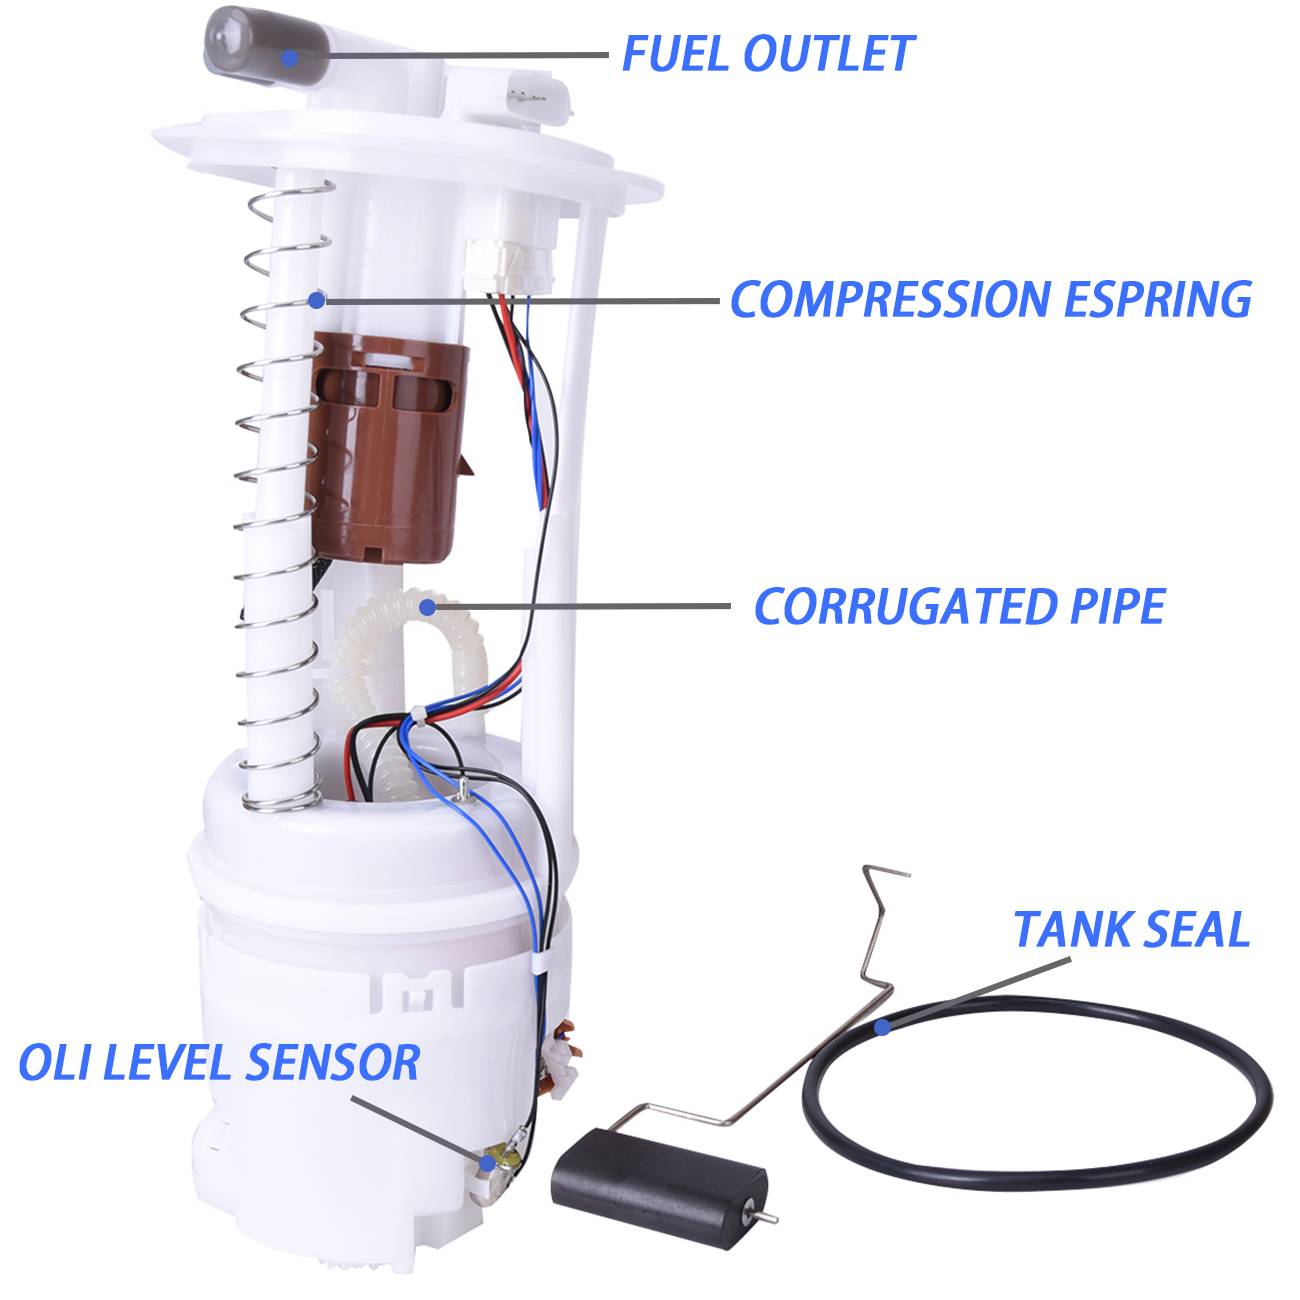 FUEL OUTLET
COMPRESSION ESPRING
CORRUGATED PIPE
TANK SEAL
OLI LEVEL SENSOR